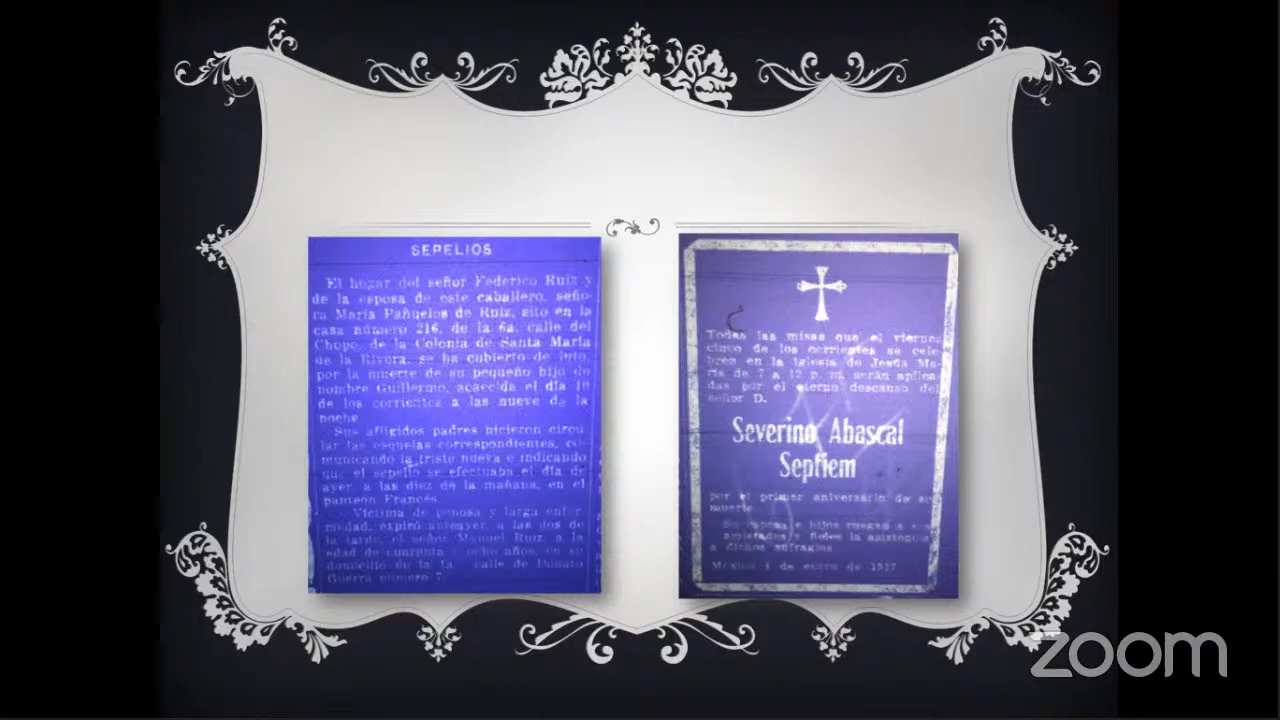 SEPELIOS
El hogar del señor Federico Ruiz y
de la esposa de este caballero, seño-
ra María Pañuelos de Ruiz, sito en la
casa número 216, de la 6a. calle del
Chopo, de la Colonia de Santa María
de la Rivera, se ha cubierto de luto,
por la muerte de su pequeño hijo de
nombre Guillermo, acaecida el día 10
de los corrientes a las nueve de la
noche
Sus afligidos padres hicieron circu-
lar las esquelas correspondientes, co-
municando la triste nueva e indicando
que el sepelio se efectuaba el día de
ayer, a las diez de la mañana, en el
panteón Francés.
Víctima de penosa y larga enfer-
medad, expiró anteayer, a las dos de
la tarde, el señor Manuel Ruiz, a la
edad de cuarenta y ocho años, en su
domicilio de la calle de
Guerra número 7
Todas las misas que el viernes
cinco de los corrientes se cele-
bren en la Iglesia de Jesús Ma-
ría de 7 a 12 p. m. serán aplica-
das por el eterno descanso del
señor D.
Severino Abascal
Septiem
por el primer aniversario de su
muerte
Su esposa e hijos ruegan a sus
amistades y fieles la asistencia
a dichos sufragios
México 4 de enero de 1917
zoom